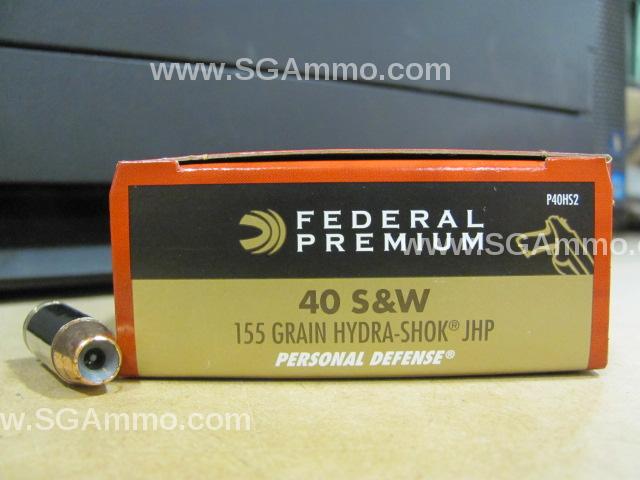 www.SGAmmo.com
P40HS2
FEDERAL
PREMIUM
www.SGAmmo.com
40 S&W
155 GRAIN HYDRA-SHOK® JHP
PERSONAL DEFENSE®
www.SGAmmo.com